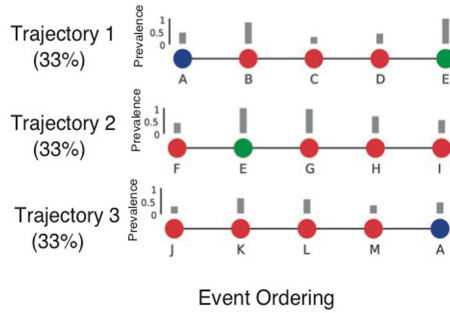 Trajectory 1
(33%)
Prevalence
1
0.5
0
A B C D E
Trajectory 2
(33%)
Prevalence
1
0.5
0
F E G H I
Trajectory 3
(33%)
Prevalence
1
0.5
0
J K L M A
Event Ordering